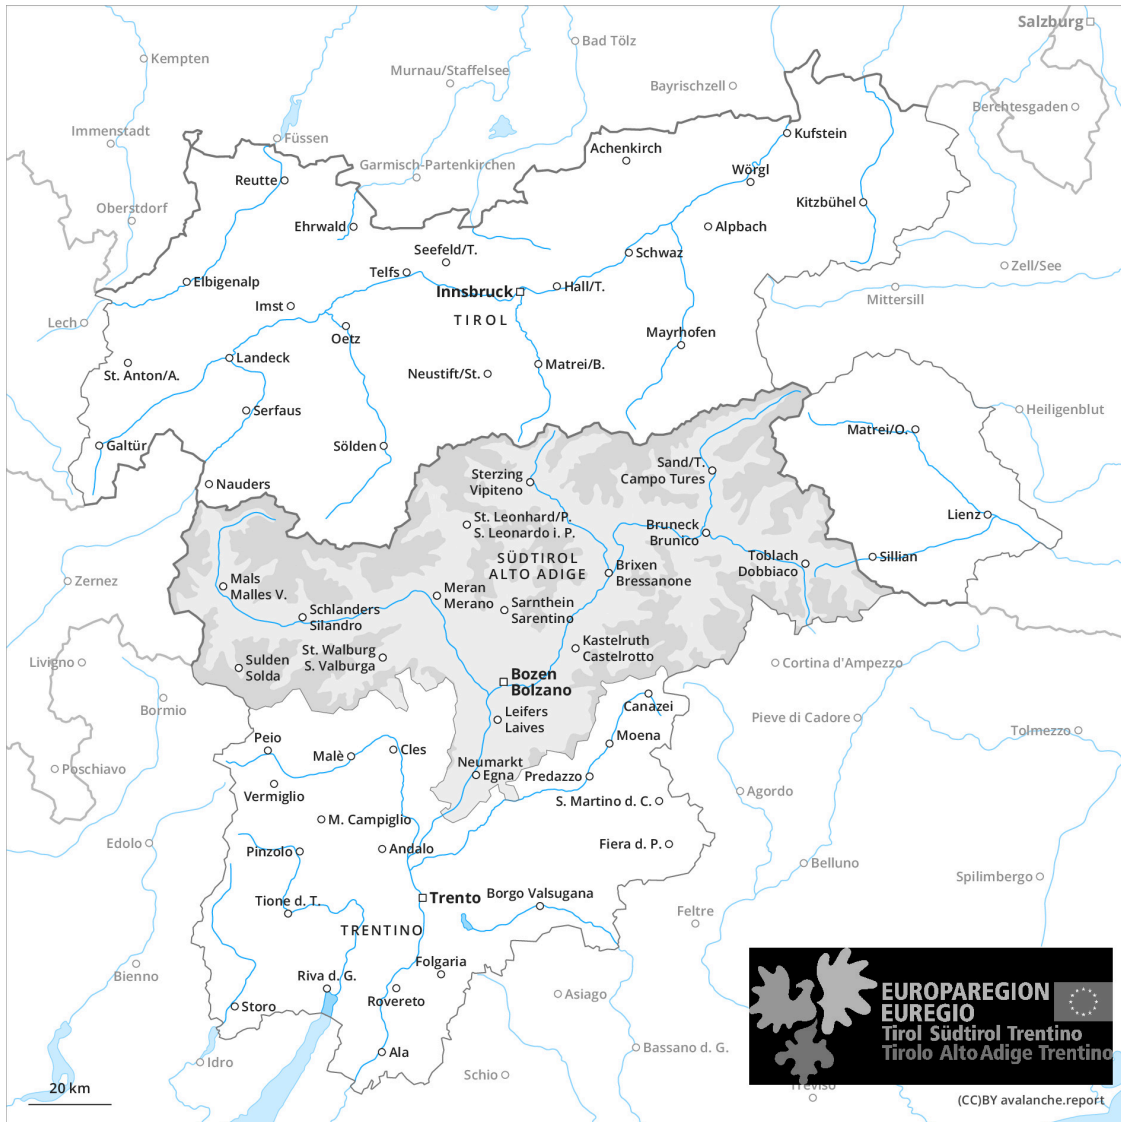 Salzburg
Bad Tölz
Kempten
Murnau/Staffelsee
Bayrischzell
Berchtesgaden
Immenstadt
Füssen
Kufstein
Achenkirch
Garmisch-Partenkirchen
Wörgl
Reutte
Kitzbühel
Oberstdorf
Ehrwald
Alpbach
Seefeld/T.
Schwaz
Zell/See
Telfs
Elbigenalp
Innsbruck
Hall/T.
Mittersill
Imst
Lech
TIROL
Oetz
Mayrhofen
Landeck
Matrei/B.
St. Anton/A.
Neustift/St.
Serfaus
Heiligenblut
Matrei/O.
Galtür
Sölden
Sand/T.
Campo Tures
Sterzing
Vipiteno
Nauders
Lienz
St. Leonhard/P.
S. Leonardo i. P.
Bruneck
Brunico
SÜDTIROL
ALTO ADIGE
Toblach
Dobbiaco
Sillian
Brixen
Bressanone
Zernez
Mals
Malles V.
Meran
Merano
Sarnthein
Sarentino
Schlanders
Silandro
Kastelruth
Castelrotto
St. Walburg
S. Valburga
Livigno
Sulden
Solda
Cortina d'Ampezzo
Bozen
Bolzano
Bormio
Canazei
Leifers
Laives
Pieve di Cadore
Tolmezzo
Peio
Moena
Malè
Cles
Neumarkt
Egna
Predazzo
Poschiavo
Vermiglio
Agordo
S. Martino d. C.
M. Campiglio
Edolo
Fiera d. P.
Pinzolo
Andalo
Belluno
Spilimbergo
Tione d. T.
Trento
Borgo Valsugana
Feltre
TRENTINO
Folgaria
Bienno
Riva d. G.
Rovereto
Asiago
Storo
EUROPAREGION
EUREGIO
Tirol Südtirol Trentino
Tirolo Alto Adige Trentino
Ala
Bassano d. G.
Idro
Schio
Treviso
20 km
(CC)BY avalanche.report